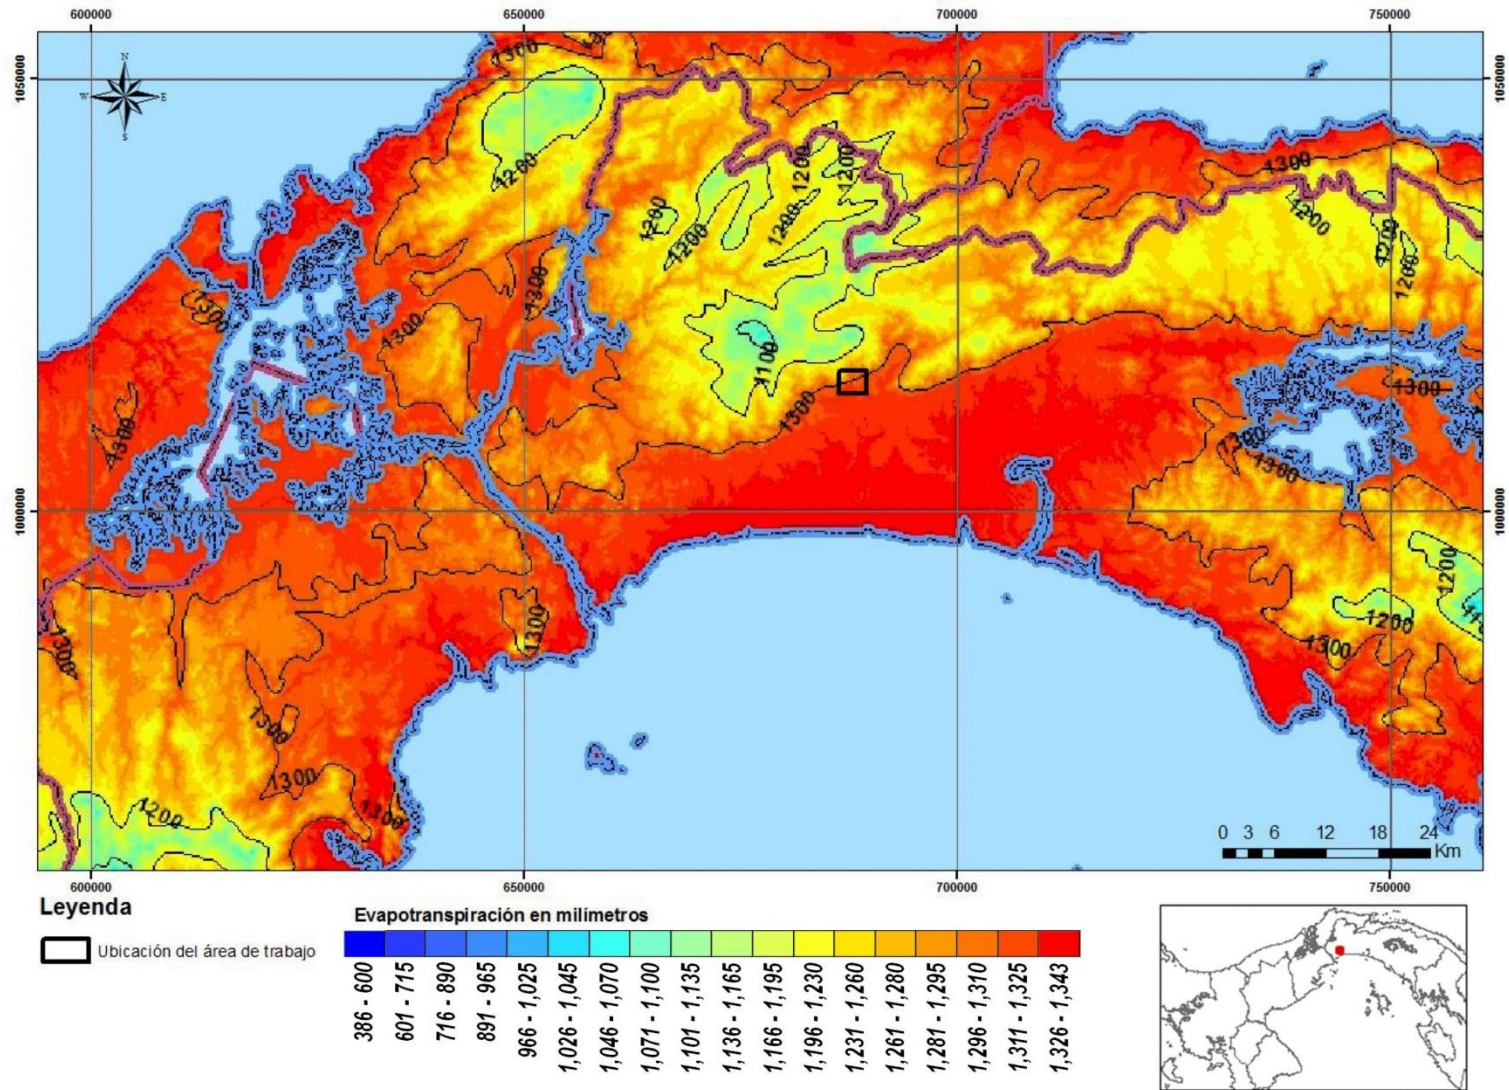 600000 650000 700000 750000
1050000 1050000
N
W E
S
1300 1300
1200 1200 1200 1300
1200 1200 1200 1200 1200 1200
1300 1300 1300
1100 1300
1300 1300
1300 1300 1300
1000000 1000000
1200
1300 1300 1200
1300
1300
1300 1300
1200
0 3 6 12 18 24
Km
600000 650000 700000 750000
Leyenda
Ubicación del área de trabajo
Evapotranspiración en milímetros
386 - 600
601 - 715
716 - 890
891 - 965
966 - 1,025
1,026 - 1,045
1,046 - 1,070
1,071 - 1,100
1,101 - 1,135
1,136 - 1,165
1,166 - 1,195
1,196 - 1,230
1,231 - 1,260
1,261 - 1,280
1,281 - 1,295
1,296 - 1,310
1,311 - 1,325
1,326 - 1,343